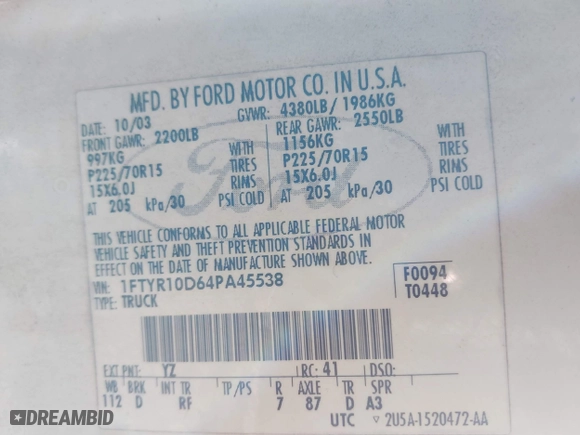 MFD. BY FORD MOTOR CO. IN U.S.A.
DATE: 10/03 GVWR: 4380LB/ 1986KG
FRONT GAWR: 2200LB REAR GAWR: 2550LB
997KG WITH 1156KG WITH
P225/70R15 TIRES P225/70R15 TIRES
15X6.0J RIMS 15X6.0J RIMS
AT 205 kPa/30 PSI COLD AT 205 kPa/30 PSI COLD
Ford
THIS VEHICLE CONFORMS TO ALL APPLICABLE FEDERAL MOTOR
VEHICLE SAFETY AND THEFT PREVENTION STANDARDS IN
EFFECT ON THE DATE OF MANUFACTURE SHOWN ABOVE.
VIN: 1FTYR10D64PA45538 F0094
TYPE: TRUCK T0448
EXT PNT: YZ RC: 41 DSO:
WB BRK INT TR TP/PS R AXLE TR SPR
112 D RF 7 87 D A3
UTC 2U5A-1520472-AA
DREAMBID